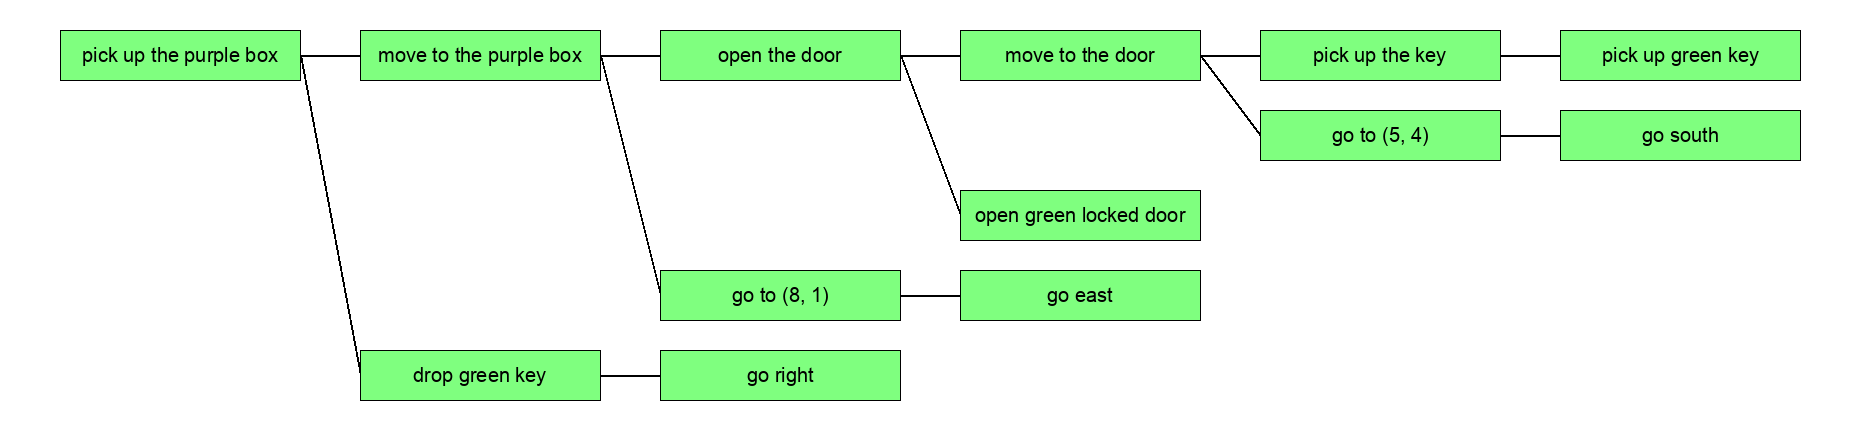 pick up the purple box
move to the purple box
open the door
move to the door
pick up the key
pick up green key
go to (5, 4)
go south
open green locked door
go to (8, 1)
go east
drop green key
go right